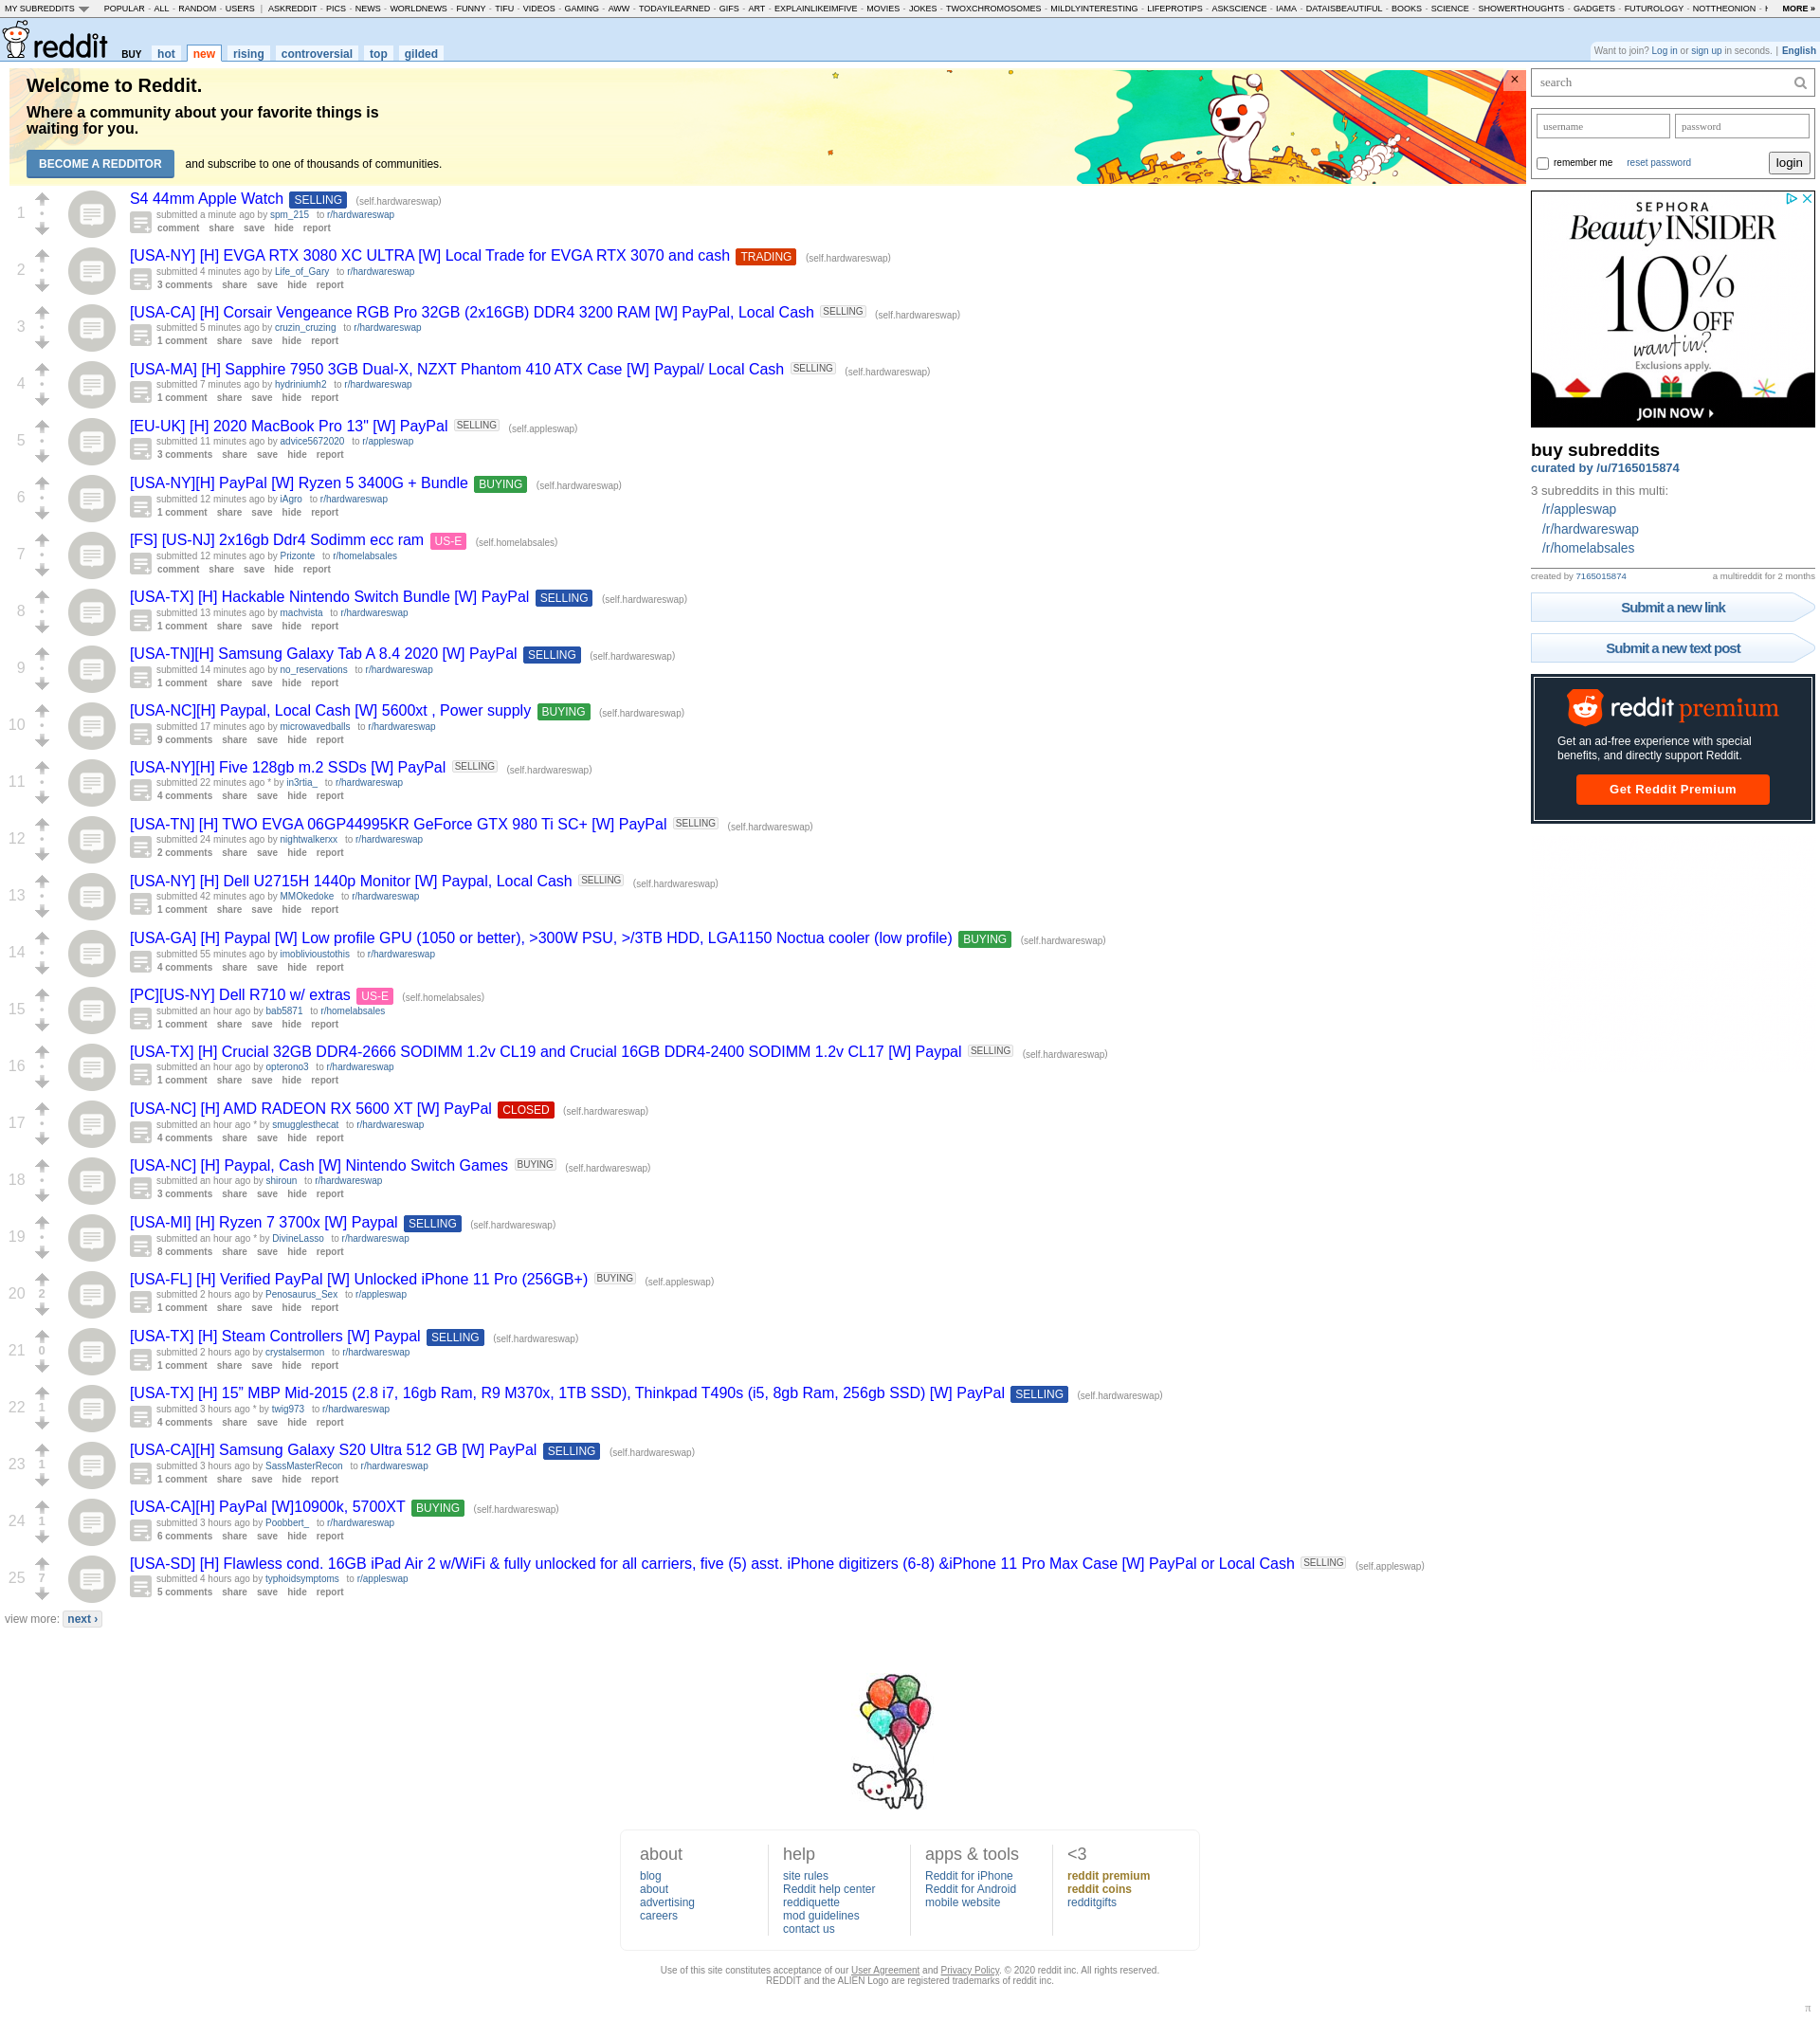 MY SUBREDDITS POPULAR - ALL - RANDOM - USERS | ASKREDDIT - PICS - NEWS - WORLDNEWS - FUNNY - TIFU - VIDEOS - GAMING - AWW - TODAYILEARNED - GIFS - ART - EXPLAINLIKEIMFIVE - MOVIES - JOKES - TWOXCHROMOSOMES - MILDLYINTERESTING - LIFEPROTIPS - ASKSCIENCE - IAMA - DATAISBEAUTIFUL - BOOKS - SCIENCE - SHOWERTHOUGHTS - GADGETS - FUTUROLOGY - NOTTHEONION - MORE »
reddit BUY hot new rising controversial top gilded
Want to join? Log in or sign up in seconds. | English
Welcome to Reddit.
Where a community about your favorite things is
waiting for you.
BECOME A REDDITOR and subscribe to one of thousands of communities.
×
1
S4 44mm Apple Watch SELLING (self.hardwareswap)
submitted a minute ago by spm_215 to r/hardwareswap
comment share save hide report
2
[USA-NY] [H] EVGA RTX 3080 XC ULTRA [W] Local Trade for EVGA RTX 3070 and cash TRADING (self.hardwareswap)
submitted 4 minutes ago by Life_of_Gary to r/hardwareswap
3 comments share save hide report
3
[USA-CA] [H] Corsair Vengeance RGB Pro 32GB (2x16GB) DDR4 3200 RAM [W] PayPal, Local Cash SELLING (self.hardwareswap)
submitted 5 minutes ago by cruzin_cruzing to r/hardwareswap
1 comment share save hide report
4
[USA-MA] [H] Sapphire 7950 3GB Dual-X, NZXT Phantom 410 ATX Case [W] Paypal/ Local Cash SELLING (self.hardwareswap)
submitted 7 minutes ago by hydriniumh2 to r/hardwareswap
1 comment share save hide report
5
[EU-UK] [H] 2020 MacBook Pro 13" [W] PayPal SELLING (self.appleswap)
submitted 11 minutes ago by advice5672020 to r/appleswap
3 comments share save hide report
6
[USA-NY][H] PayPal [W] Ryzen 5 3400G + Bundle BUYING (self.hardwareswap)
submitted 12 minutes ago by iAgro to r/hardwareswap
1 comment share save hide report
7
[FS] [US-NJ] 2x16gb Ddr4 Sodimm ecc ram US-E (self.homelabsales)
submitted 12 minutes ago by Prizonte to r/homelabsales
comment share save hide report
8
[USA-TX] [H] Hackable Nintendo Switch Bundle [W] PayPal SELLING (self.hardwareswap)
submitted 13 minutes ago by machvista to r/hardwareswap
1 comment share save hide report
9
[USA-TN][H] Samsung Galaxy Tab A 8.4 2020 [W] PayPal SELLING (self.hardwareswap)
submitted 14 minutes ago by no_reservations to r/hardwareswap
1 comment share save hide report
10
[USA-NC][H] Paypal, Local Cash [W] 5600xt , Power supply BUYING (self.hardwareswap)
submitted 17 minutes ago by microwavedballs to r/hardwareswap
9 comments share save hide report
11
[USA-NY][H] Five 128gb m.2 SSDs [W] PayPal SELLING (self.hardwareswap)
submitted 22 minutes ago * by in3rtia_ to r/hardwareswap
4 comments share save hide report
12
[USA-TN] [H] TWO EVGA 06GP44995KR GeForce GTX 980 Ti SC+ [W] PayPal SELLING (self.hardwareswap)
submitted 24 minutes ago by nightwalkerxx to r/hardwareswap
2 comments share save hide report
13
[USA-NY] [H] Dell U2715H 1440p Monitor [W] Paypal, Local Cash SELLING (self.hardwareswap)
submitted 42 minutes ago by MMOkedoke to r/hardwareswap
1 comment share save hide report
14
[USA-GA] [H] Paypal [W] Low profile GPU (1050 or better), >300W PSU, >/3TB HDD, LGA1150 Noctua cooler (low profile) BUYING (self.hardwareswap)
submitted 55 minutes ago by imoblivioustothis to r/hardwareswap
4 comments share save hide report
15
[PC][US-NY] Dell R710 w/ extras US-E (self.homelabsales)
submitted an hour ago by bab5871 to r/homelabsales
1 comment share save hide report
16
[USA-TX] [H] Crucial 32GB DDR4-2666 SODIMM 1.2v CL19 and Crucial 16GB DDR4-2400 SODIMM 1.2v CL17 [W] Paypal SELLING (self.hardwareswap)
submitted an hour ago by opterono3 to r/hardwareswap
1 comment share save hide report
17
[USA-NC] [H] AMD RADEON RX 5600 XT [W] PayPal CLOSED (self.hardwareswap)
submitted an hour ago * by smugglesthecat to r/hardwareswap
4 comments share save hide report
18
[USA-NC] [H] Paypal, Cash [W] Nintendo Switch Games BUYING (self.hardwareswap)
submitted an hour ago by shiroun to r/hardwareswap
3 comments share save hide report
19
[USA-MI] [H] Ryzen 7 3700x [W] Paypal SELLING (self.hardwareswap)
submitted an hour ago * by DivineLasso to r/hardwareswap
8 comments share save hide report
20 2
[USA-FL] [H] Verified PayPal [W] Unlocked iPhone 11 Pro (256GB+) BUYING (self.appleswap)
submitted 2 hours ago by Penosaurus_Sex to r/appleswap
1 comment share save hide report
21 0
[USA-TX] [H] Steam Controllers [W] Paypal SELLING (self.hardwareswap)
submitted 2 hours ago by crystalsermon to r/hardwareswap
1 comment share save hide report
22 1
[USA-TX] [H] 15” MBP Mid-2015 (2.8 i7, 16gb Ram, R9 M370x, 1TB SSD), Thinkpad T490s (i5, 8gb Ram, 256gb SSD) [W] PayPal SELLING (self.hardwareswap)
submitted 3 hours ago * by twig973 to r/hardwareswap
4 comments share save hide report
23 1
[USA-CA][H] Samsung Galaxy S20 Ultra 512 GB [W] PayPal SELLING (self.hardwareswap)
submitted 3 hours ago by SassMasterRecon to r/hardwareswap
1 comment share save hide report
24 1
[USA-CA][H] PayPal [W]10900k, 5700XT BUYING (self.hardwareswap)
submitted 3 hours ago by Poobbert_ to r/hardwareswap
6 comments share save hide report
25 7
[USA-SD] [H] Flawless cond. 16GB iPad Air 2 w/WiFi & fully unlocked for all carriers, five (5) asst. iPhone digitizers (6-8) &iPhone 11 Pro Max Case [W] PayPal or Local Cash SELLING (self.appleswap)
submitted 4 hours ago by typhoidsymptoms to r/appleswap
5 comments share save hide report
view more: next ›
search
username password
remember me reset password login
SEPHORA
Beauty INSIDER
10%
OFF
want in?
Exclusions apply.
JOIN NOW
buy subreddits
curated by /u/7165015874
3 subreddits in this multi:
/r/appleswap
/r/hardwareswap
/r/homelabsales
created by 7165015874 a multireddit for 2 months
Submit a new link
Submit a new text post
reddit premium
Get an ad-free experience with special
benefits, and directly support Reddit.
Get Reddit Premium
about
blog
about
advertising
careers
help
site rules
Reddit help center
reddiquette
mod guidelines
contact us
apps & tools
Reddit for iPhone
Reddit for Android
mobile website
<3
reddit premium
reddit coins
redditgifts
Use of this site constitutes acceptance of our User Agreement and Privacy Policy. © 2020 reddit inc. All rights reserved.
REDDIT and the ALIEN Logo are registered trademarks of reddit inc.
π